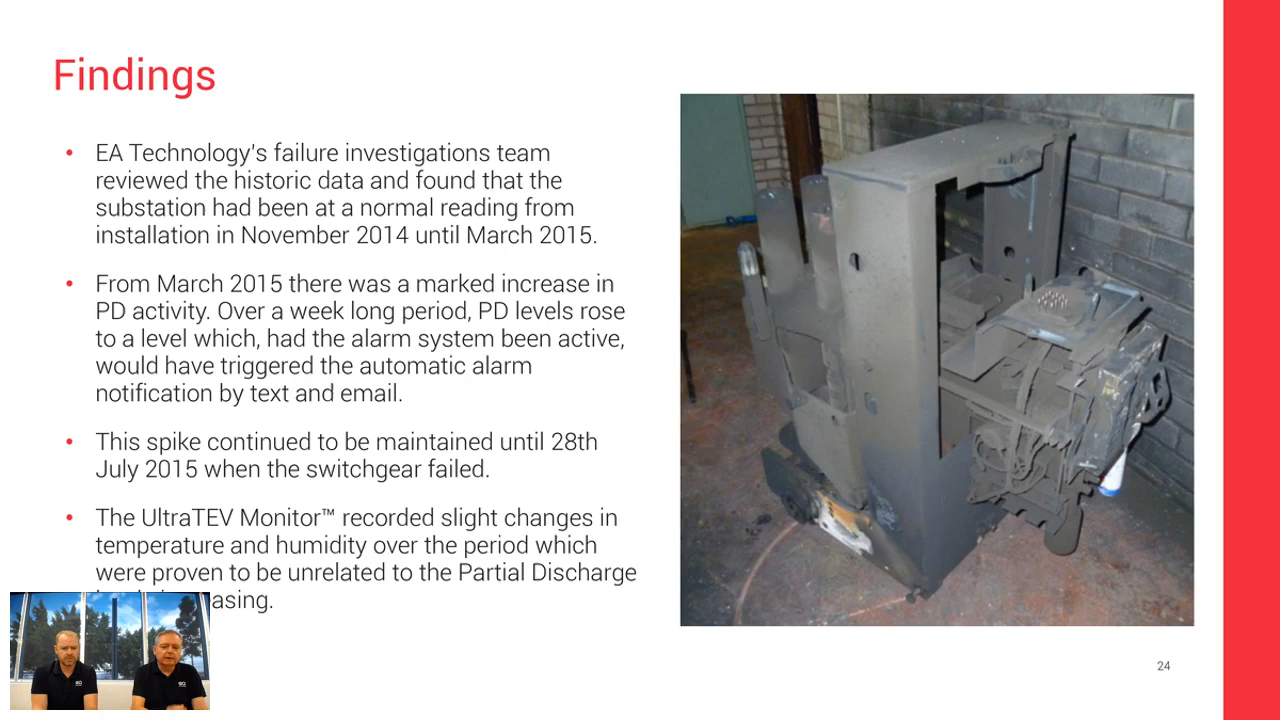 Findings
• EA Technology's failure investigations team
reviewed the historic data and found that the
substation had been at a normal reading from
installation in November 2014 until March 2015.
• From March 2015 there was a marked increase in
PD activity. Over a week long period, PD levels rose
to a level which, had the alarm system been active,
would have triggered the automatic alarm
notification by text and email.
• This spike continued to be maintained until 28th
July 2015 when the switchgear failed.
• The UltraTEV Monitor™ recorded slight changes in
temperature and humidity over the period which
were proven to be unrelated to the Partial Discharge
24